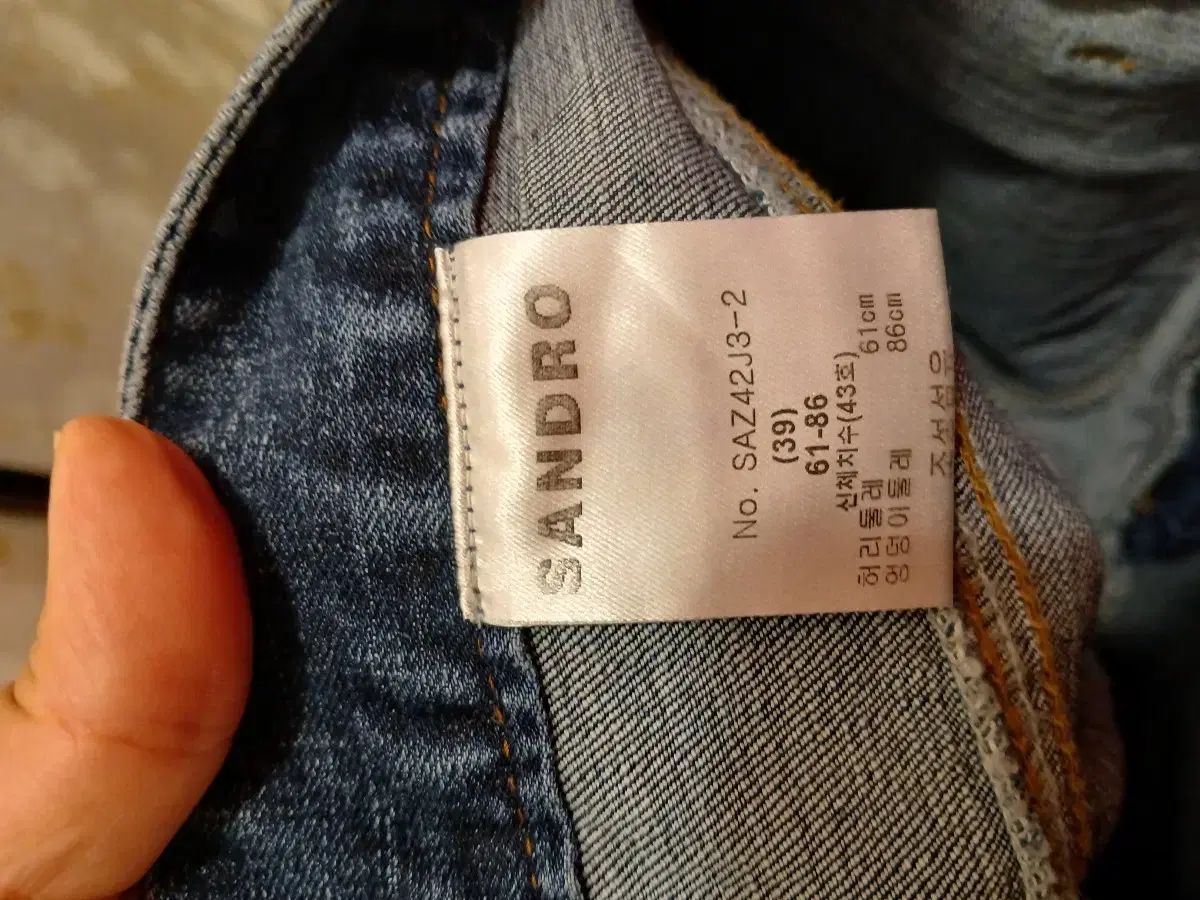 SANDRO
No. SAZ42J3-2
(39)
61-86
신체치수(43호)
허리둘레 61cm
엉덩이둘레 86cm